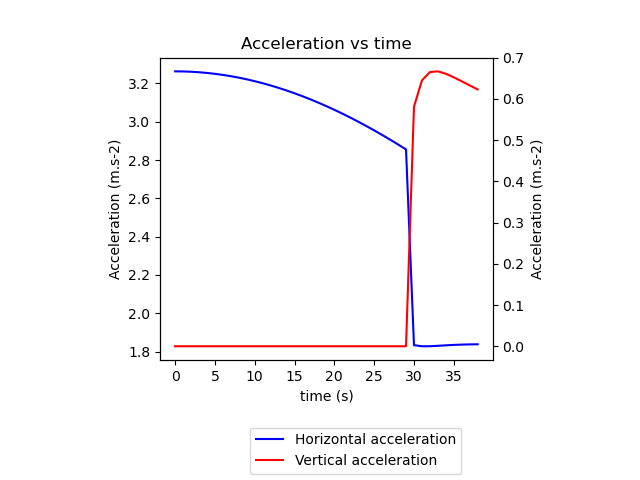 Acceleration vs time
0.7
3.2
0.6
3.0
0.5
2.8
0.4
2.6
0.3
2.4
0.2
2.2
0.1
2.0
0.0
1.8
Acceleration (m.s-2)
Acceleration (m.s-2)
0 5 10 15 20 25 30 35
time (s)
Horizontal acceleration
Vertical acceleration